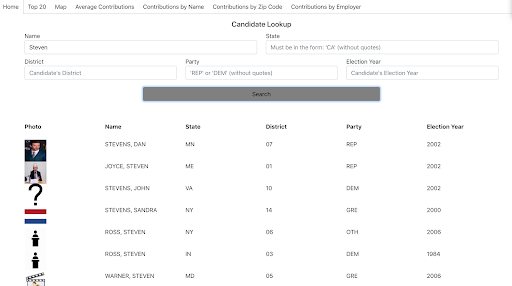 Home Top 20 Map Average Contributions Contributions by Name Contributions by Zip Code Contributions by Employer
Candidate Lookup
Name State
Steven Must be in the form: 'CA' (without quotes)
District Party Election Year
Candidate's District 'REP' or 'DEM' (without quotes) Candidate's Election Year
Search
Photo Name State District Party Election Year
STEVENS, DAN MN 07 REP 2002
JOYCE, STEVEN ME 01 REP 2002
? STEVENS, JOHN VA 10 DEM 2002
STEVENS, SANDRA NY 14 GRE 2000
ROSS, STEVEN NY 06 OTH 2006
ROSS, STEVEN IN 03 DEM 1984
WARNER, STEVEN MD 05 GRE 2006